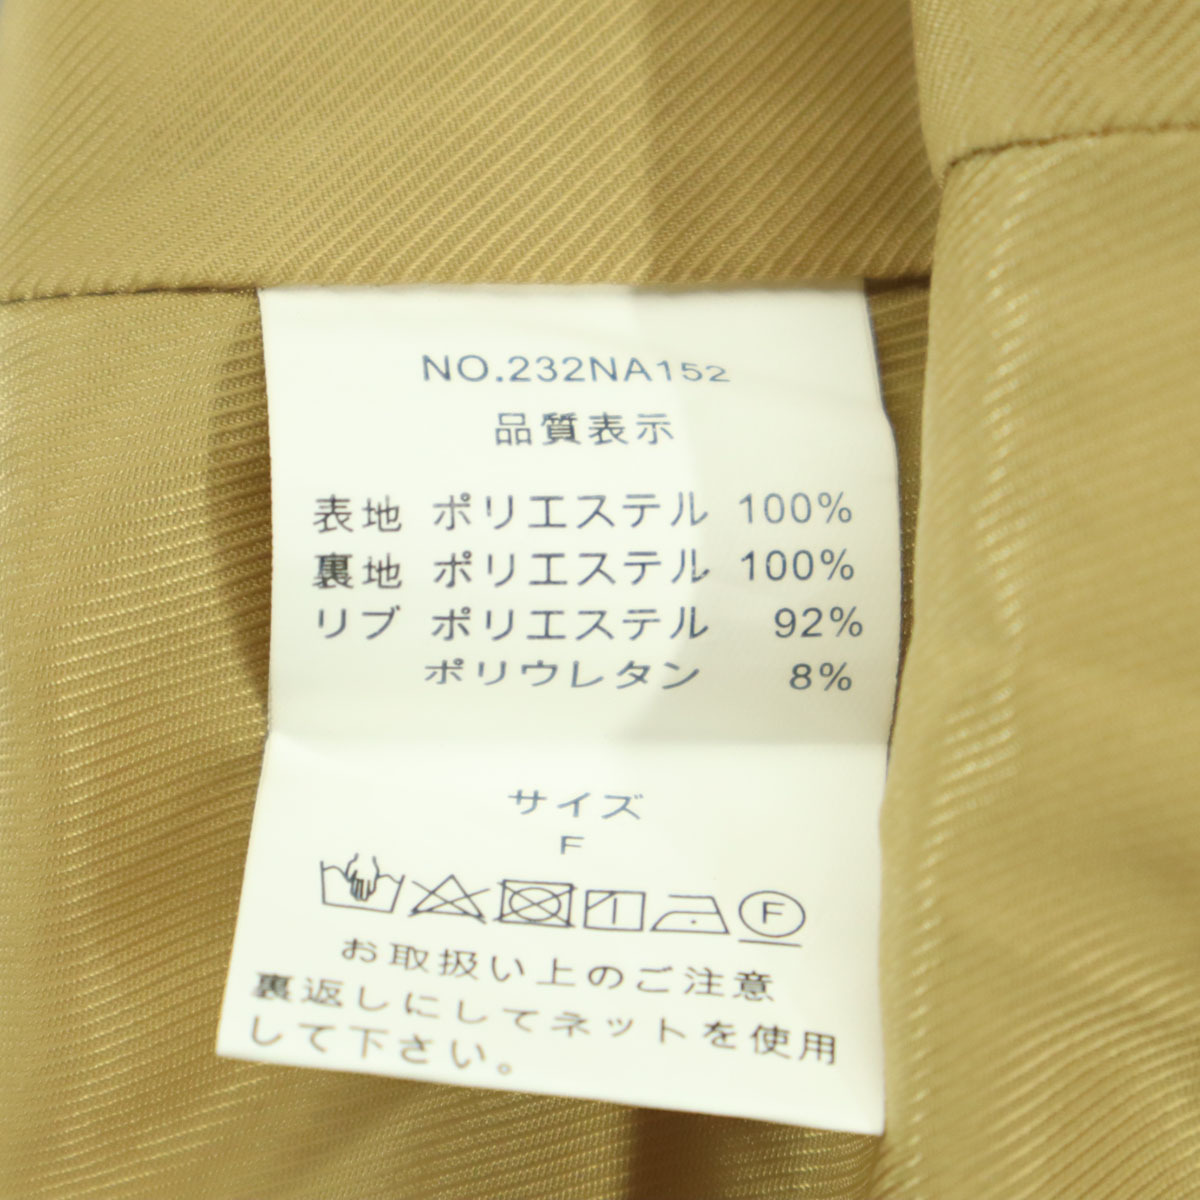 NO.232NA152
品質表示
表地 ポリエステル 100%
裏地 ポリエステル 100%
リブ ポリエステル 92%
ポリウレタン 8%
サイズ
F
F
お取扱い上のご注意
裏返しにしてネットを使用
して下さい。